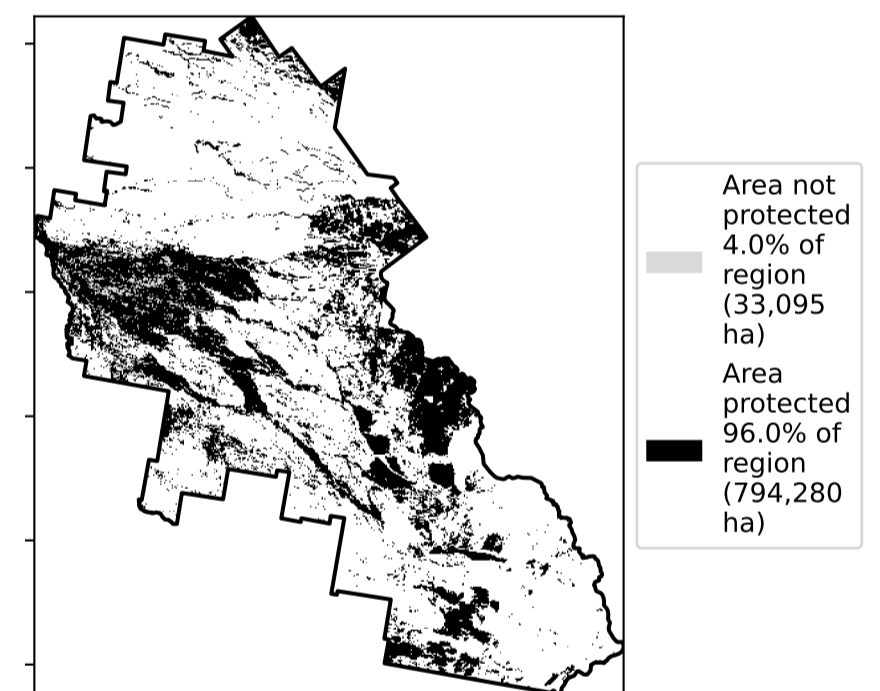 Area not
protected
4.0% of
region
(33,095
ha)
Area
protected
96.0% of
region
(794,280
ha)